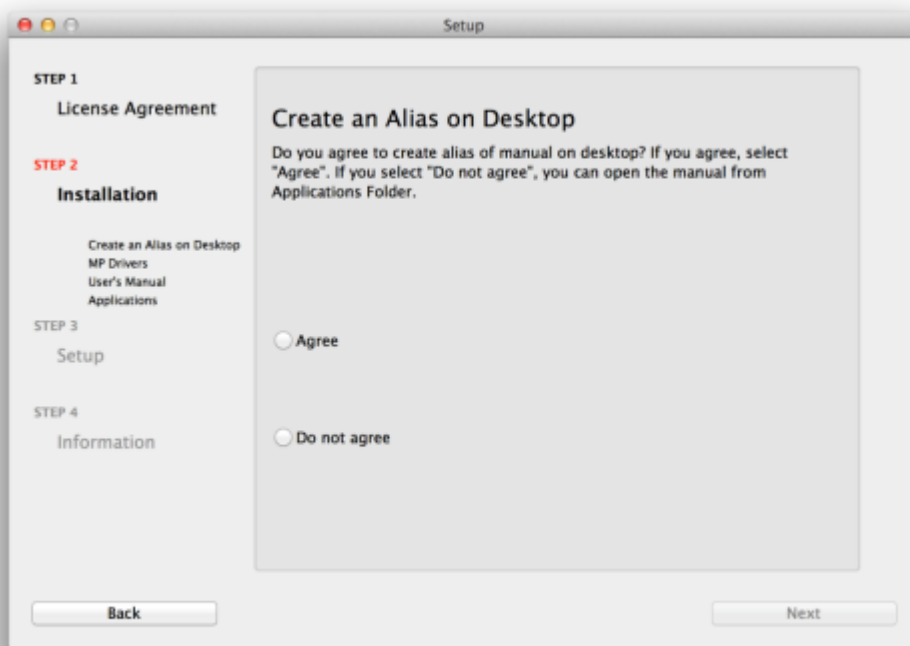 Setup
STEP 1
License Agreement
STEP 2
Installation
Create an Alias on Desktop
MP Drivers
User's Manual
Applications
STEP 3
Setup
STEP 4
Information
Create an Alias on Desktop
Do you agree to create alias of manual on desktop? If you agree, select
"Agree". If you select "Do not agree", you can open the manual from
Applications Folder.
Agree
Do not agree
Back
Next